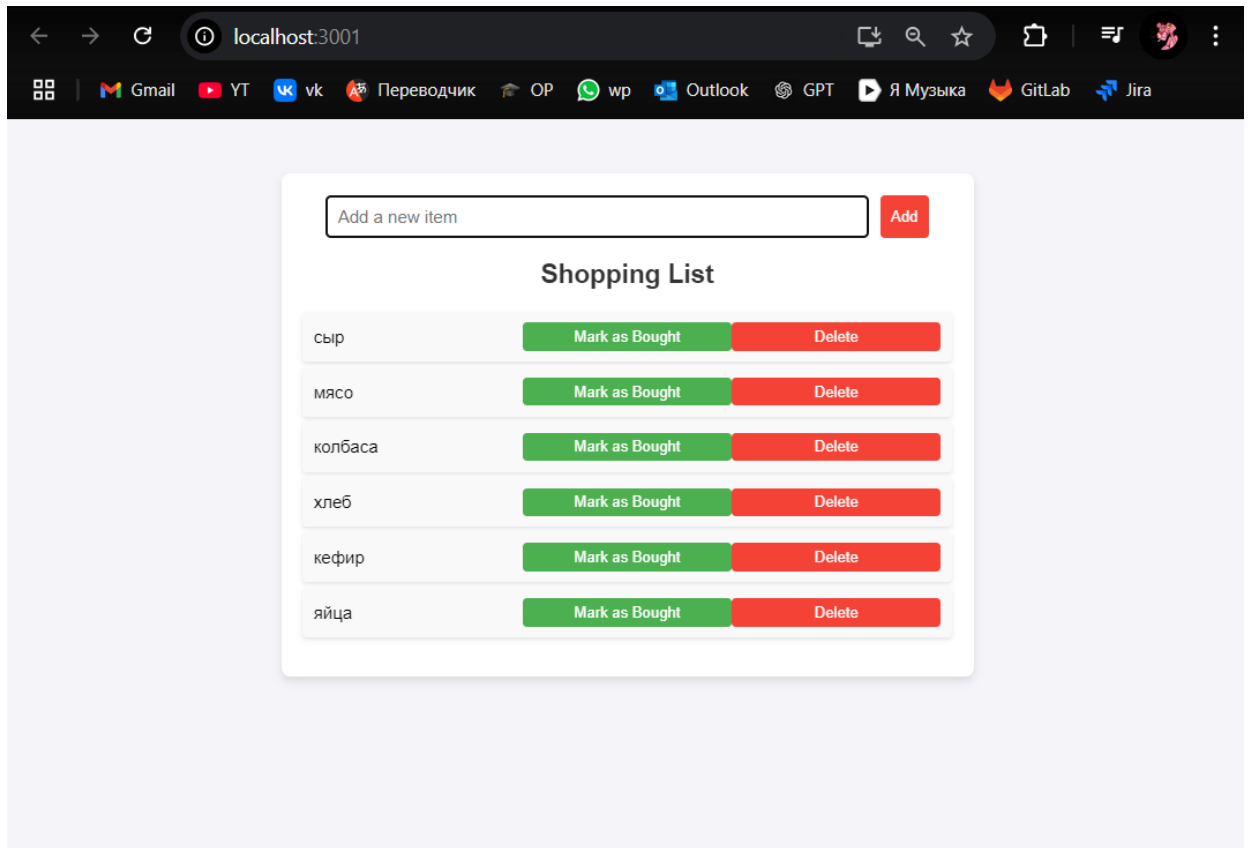 localhost:3001
Gmail YT vk Переводчик OP wp Outlook GPT Я Музыка GitLab Jira
Add a new item Add
Shopping List
сыр Mark as Bought Delete
мясо Mark as Bought Delete
колбаса Mark as Bought Delete
хлеб Mark as Bought Delete
кефир Mark as Bought Delete
яйца Mark as Bought Delete